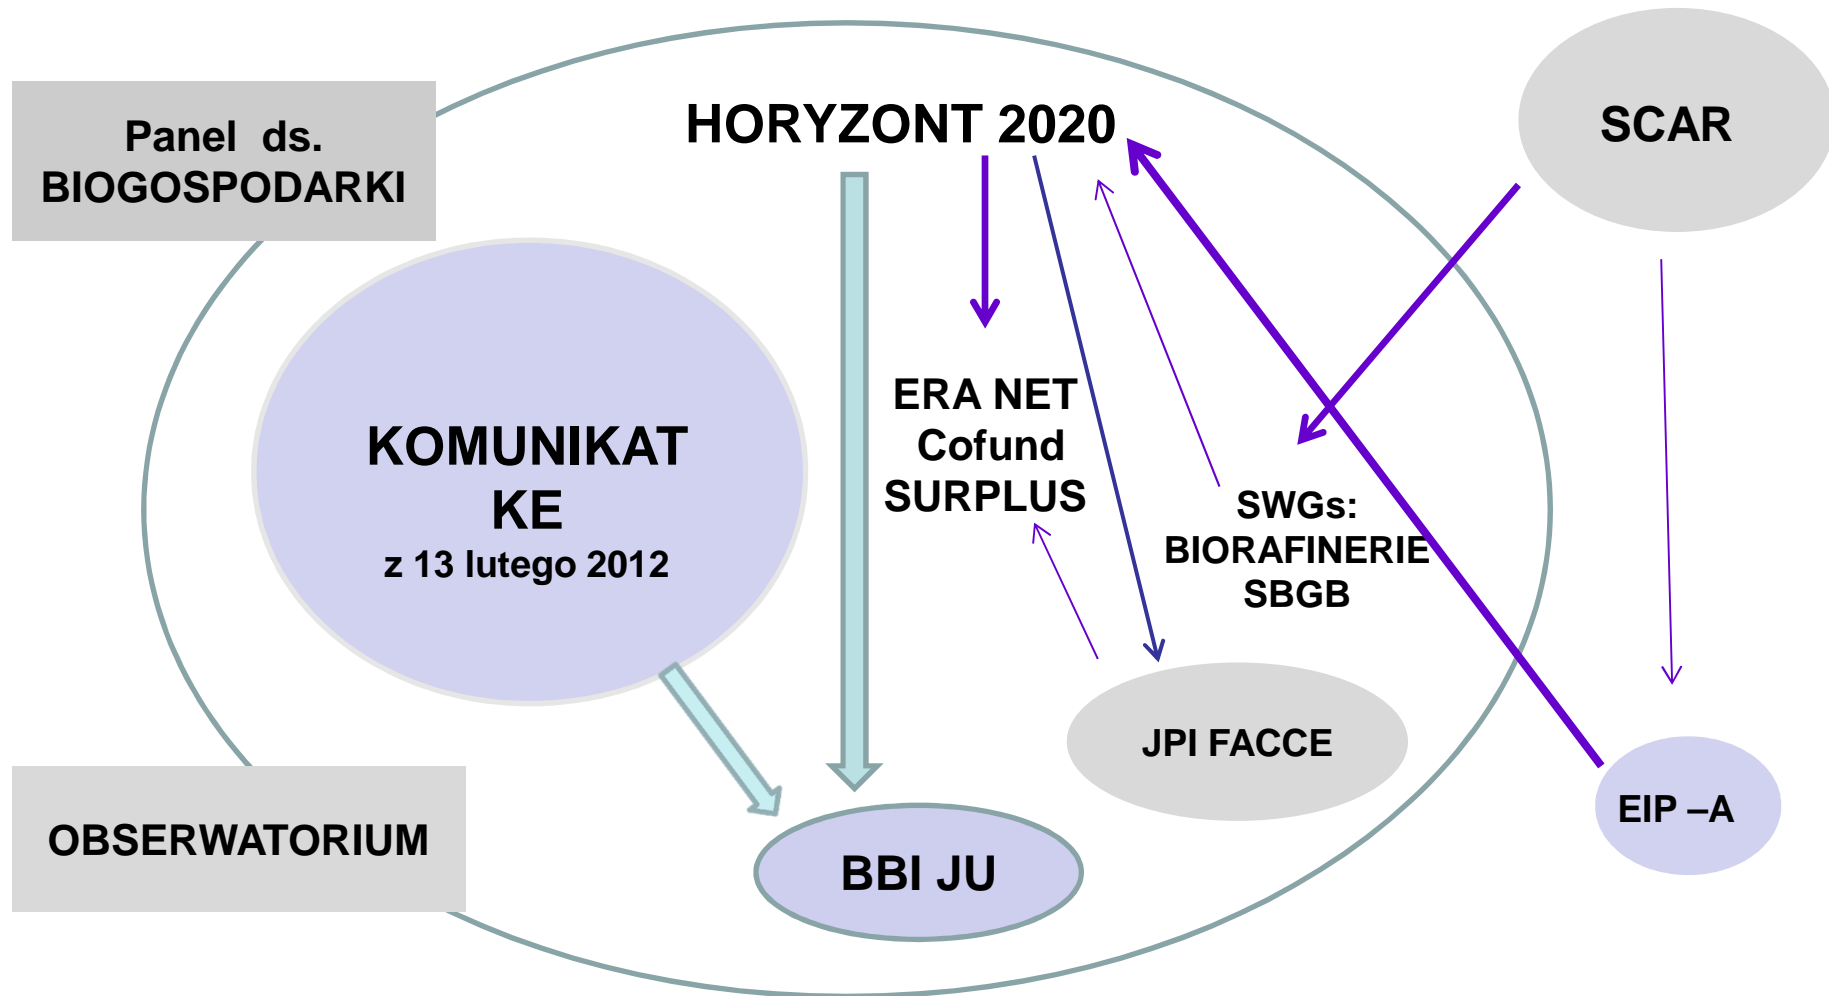 Panel ds.
BIOGOSPODARKI
HORYZONT 2020
SCAR
KOMUNIKAT
KE
z 13 lutego 2012
ERA NET
Cofund
SURPLUS
SWGs:
BIORAFINERIE
SBGB
JPI FACCE
EIP –A
OBSERWATORIUM
BBI JU